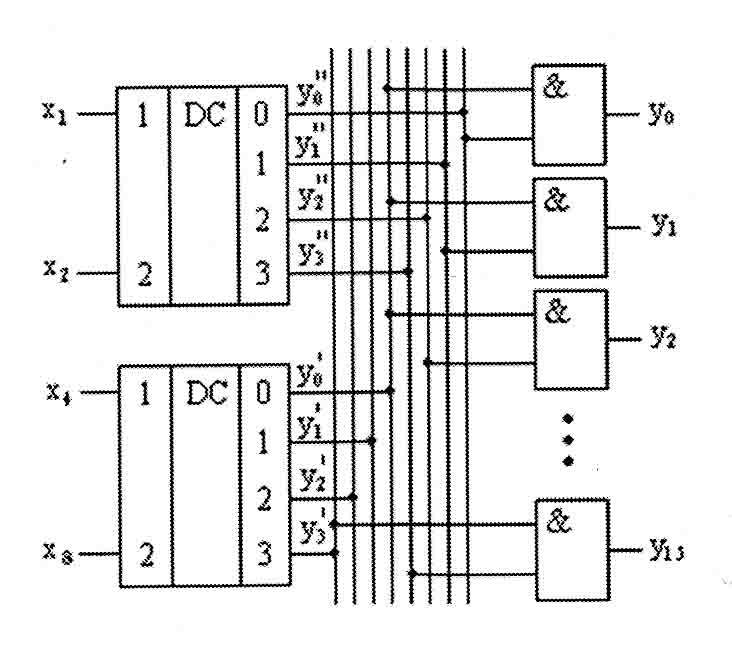 x₁ 1 DC 0 y₀'' & y₀
1 y₁''
2 y₂'' & y₁
x₂ 2 3 y₃''
& y₂
x₄ 1 DC 0 y₀'
1 y₁'
2 y₂'
& y₁₅
x₈ 2 3 y₃'